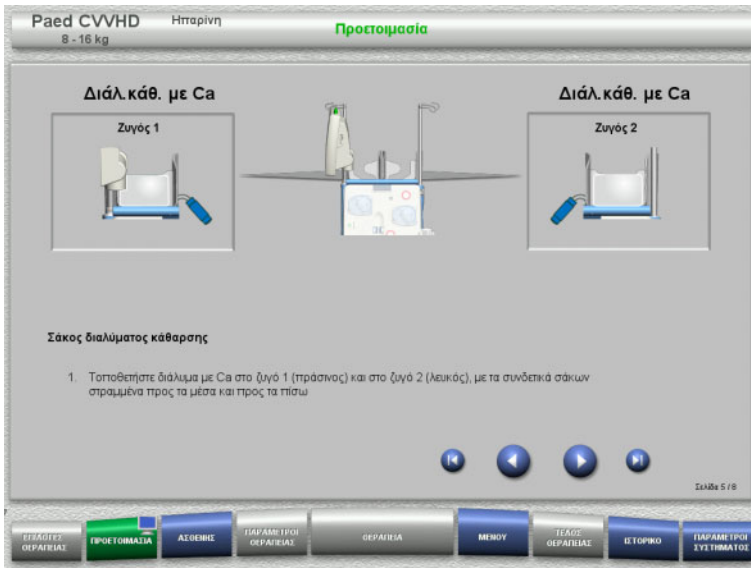 Paed CVVHD Ηπαρίνη
8 - 16 kg
Προετοιμασία
Διάλ.κάθ. με Ca
Διάλ.κάθ. με Ca
Ζυγός 1
Ζυγός 2
Σάκος διαλύματος κάθαρσης
1. Τοποθετήστε διάλυμα με Ca στο ζυγό 1 (πράσινος) και στο ζυγό 2 (λευκός), με τα συνδετικά σάκων
στραμμένα προς τα μέσα και προς τα πίσω
Σελίδα 5 / 8
ΕΠΙΛΟΓΕΣ
ΘΕΡΑΠΕΙΑΣ
ΠΡΟΕΤΟΙΜΑΣΙΑ
ΑΣΘΕΝΗΣ
ΠΑΡΑΜΕΤΡΟΙ
ΘΕΡΑΠΕΙΑΣ
ΘΕΡΑΠΕΙΑ
ΜΕΝΟΥ
ΤΕΛΟΣ
ΘΕΡΑΠΕΙΑΣ
ΙΣΤΟΡΙΚΟ
ΠΑΡΑΜΕΤΡΟΙ
ΣΥΣΤΗΜΑΤΟΣ